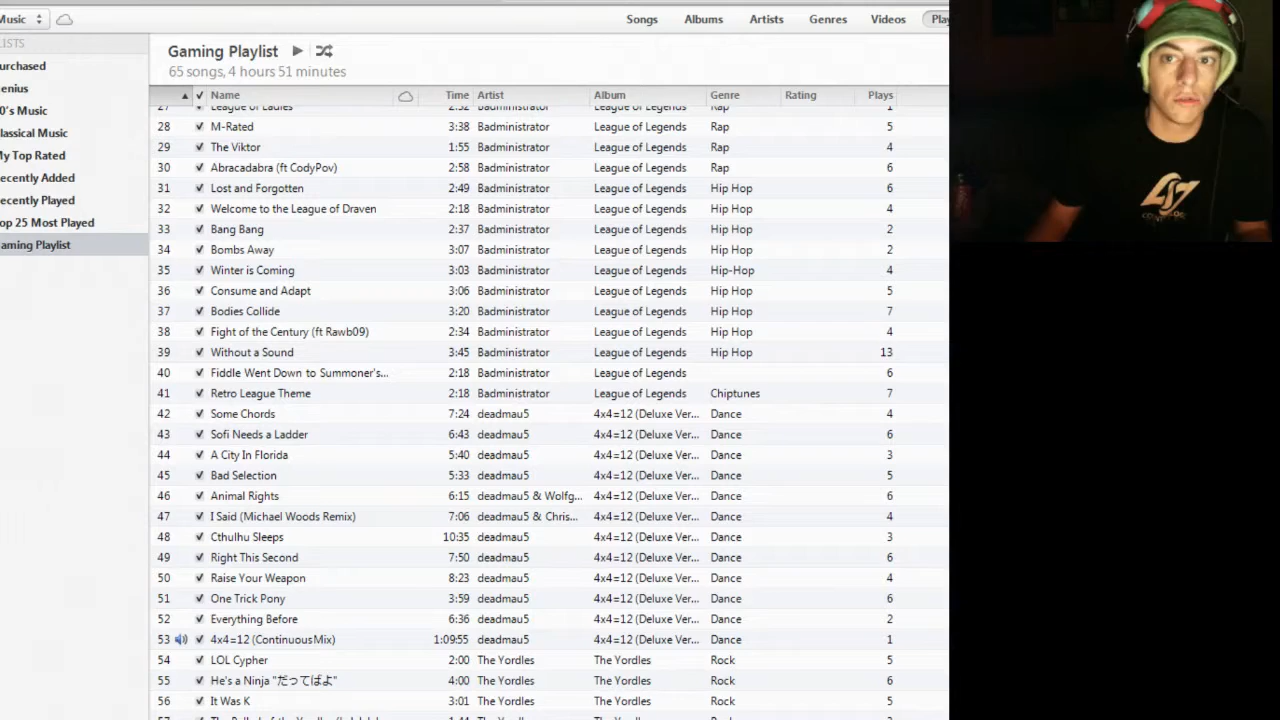 Music
Songs Albums Artists Genres Videos
Gaming Playlist
65 songs, 4 hours 51 minutes
Name Time Artist Album Genre Rating Plays
27 League of Ladies 2:52 Badministrator League of Legends Rap 1
28 M-Rated 3:38 Badministrator League of Legends Rap 5
29 The Viktor 1:55 Badministrator League of Legends Rap 4
30 Abracadabra (ft CodyPov) 2:58 Badministrator League of Legends Rap 6
31 Lost and Forgotten 2:49 Badministrator League of Legends Hip Hop 6
32 Welcome to the League of Draven 2:18 Badministrator League of Legends Hip Hop 4
33 Bang Bang 2:37 Badministrator League of Legends Hip Hop 2
34 Bombs Away 3:07 Badministrator League of Legends Hip Hop 2
35 Winter is Coming 3:03 Badministrator League of Legends Hip-Hop 4
36 Consume and Adapt 3:06 Badministrator League of Legends Hip Hop 5
37 Bodies Collide 3:20 Badministrator League of Legends Hip Hop 7
38 Fight of the Century (ft Rawb09) 2:34 Badministrator League of Legends Hip Hop 4
39 Without a Sound 3:45 Badministrator League of Legends Hip Hop 13
40 Fiddle Went Down to Summoner's... 2:18 Badministrator League of Legends 6
41 Retro League Theme 2:18 Badministrator League of Legends Chiptunes 7
42 Some Chords 7:24 deadmau5 4x4=12 (Deluxe Ver... Dance 4
43 Sofi Needs a Ladder 6:43 deadmau5 4x4=12 (Deluxe Ver... Dance 6
44 A City In Florida 5:40 deadmau5 4x4=12 (Deluxe Ver... Dance 3
45 Bad Selection 5:33 deadmau5 4x4=12 (Deluxe Ver... Dance 5
46 Animal Rights 6:15 deadmau5 & Wolfg... 4x4=12 (Deluxe Ver... Dance 6
47 I Said (Michael Woods Remix) 7:06 deadmau5 & Chris... 4x4=12 (Deluxe Ver... Dance 4
48 Cthulhu Sleeps 10:35 deadmau5 4x4=12 (Deluxe Ver... Dance 3
49 Right This Second 7:50 deadmau5 4x4=12 (Deluxe Ver... Dance 6
50 Raise Your Weapon 8:23 deadmau5 4x4=12 (Deluxe Ver... Dance 4
51 One Trick Pony 3:59 deadmau5 4x4=12 (Deluxe Ver... Dance 6
52 Everything Before 6:36 deadmau5 4x4=12 (Deluxe Ver... Dance 2
53 4x4=12 (Continuous Mix) 1:09:55 deadmau5 4x4=12 (Deluxe Ver... Dance 1
54 LOL Cypher 2:00 The Yordles The Yordles Rock 5
55 He's a Ninja "だってばよ" 4:00 The Yordles The Yordles Rock 6
56 It Was K 3:01 The Yordles The Yordles Rock 5
LISTS
urchased
enius
0's Music
lassical Music
My Top Rated
ecently Added
ecently Played
op 25 Most Played
aming Playlist